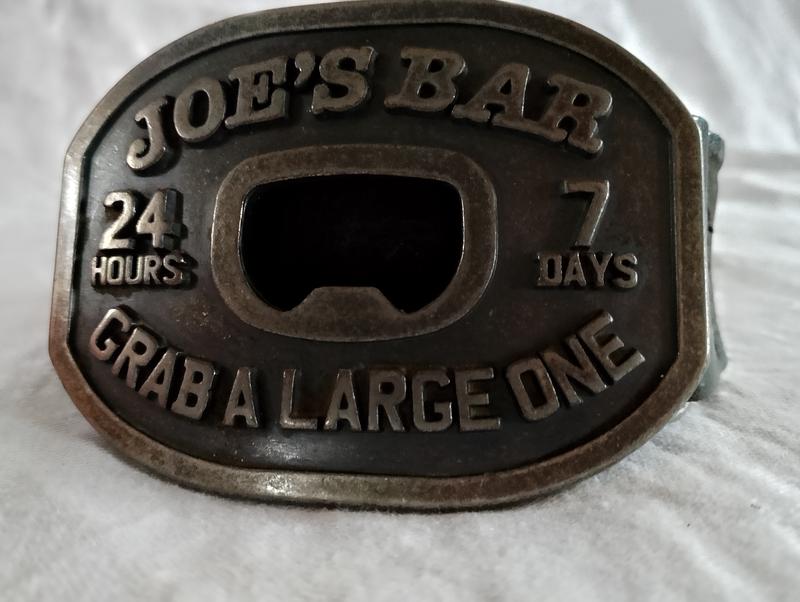 JOE'S BAR
24 HOURS
7 DAYS
GRAB A LARGE ONE